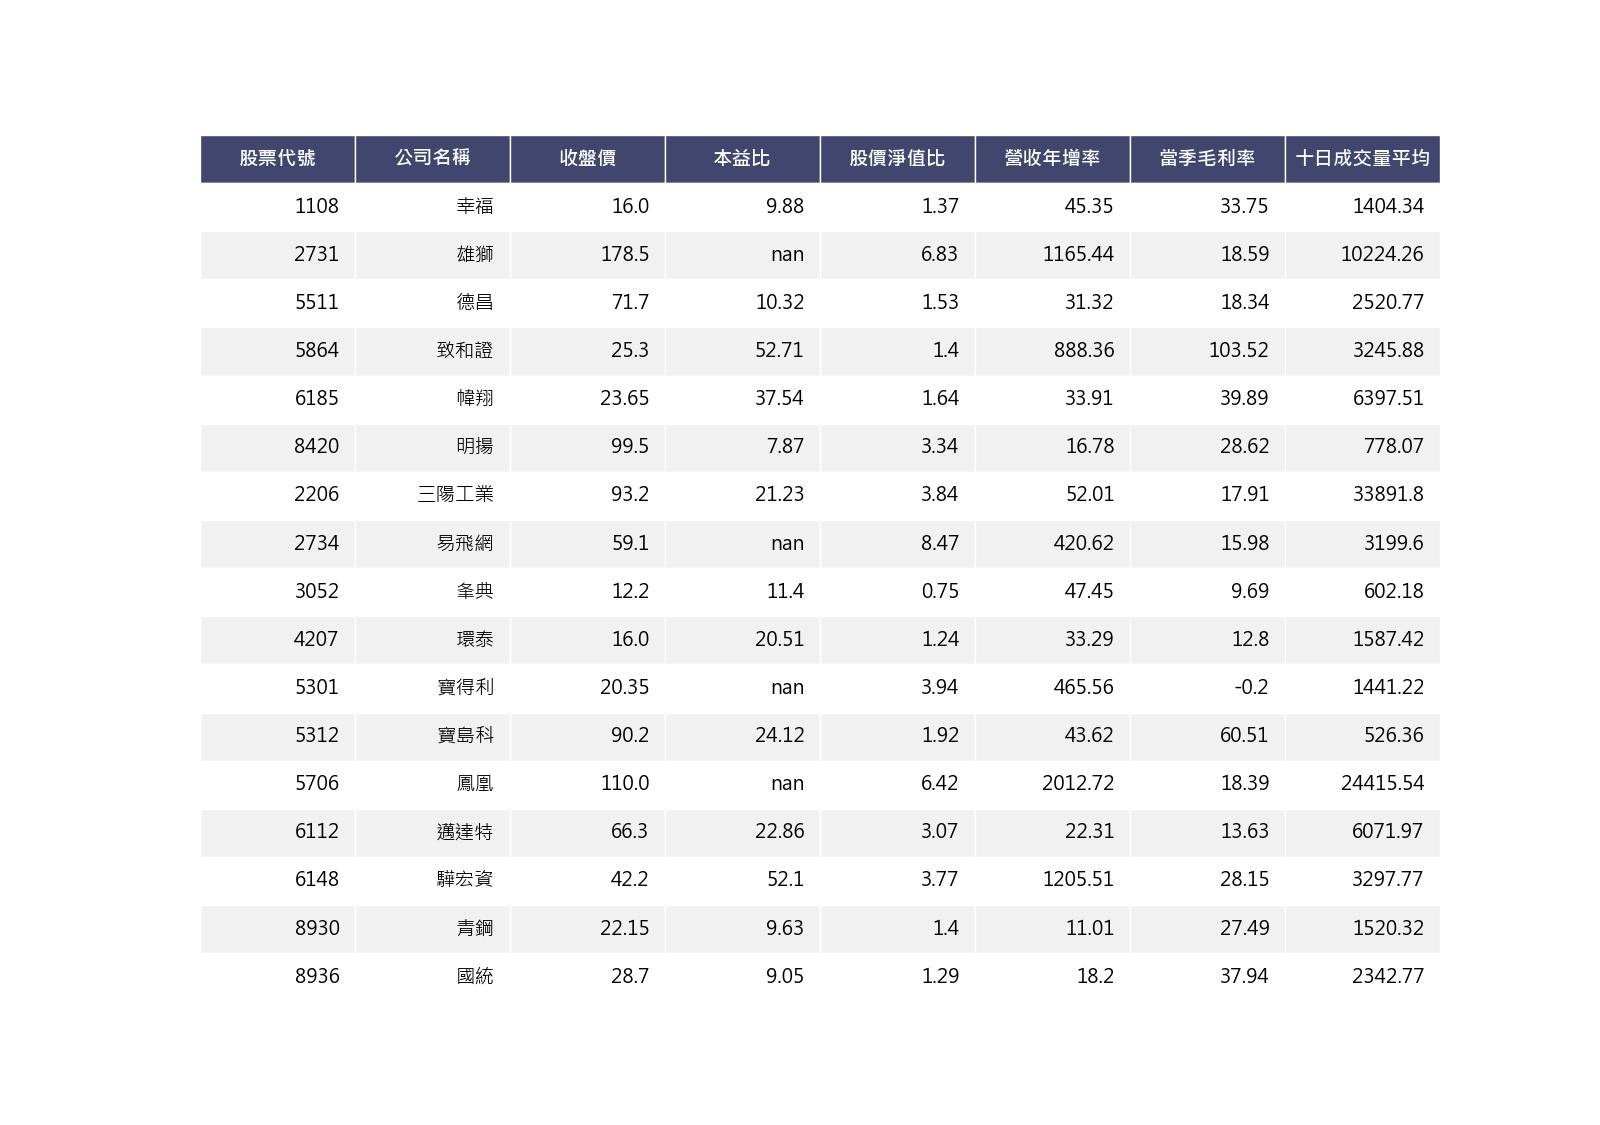 股票代號 公司名稱 收盤價 本益比 股價淨值比 營收年增率 當季毛利率 十日成交量平均
1108 幸福 16.0 9.88 1.37 45.35 33.75 1404.34
2731 雄獅 178.5 nan 6.83 1165.44 18.59 10224.26
5511 德昌 71.7 10.32 1.53 31.32 18.34 2520.77
5864 致和證 25.3 52.71 1.4 888.36 103.52 3245.88
6185 幃翔 23.65 37.54 1.64 33.91 39.89 6397.51
8420 明揚 99.5 7.87 3.34 16.78 28.62 778.07
2206 三陽工業 93.2 21.23 3.84 52.01 17.91 33891.8
2734 易飛網 59.1 nan 8.47 420.62 15.98 3199.6
3052 夆典 12.2 11.4 0.75 47.45 9.69 602.18
4207 環泰 16.0 20.51 1.24 33.29 12.8 1587.42
5301 寶得利 20.35 nan 3.94 465.56 -0.2 1441.22
5312 寶島科 90.2 24.12 1.92 43.62 60.51 526.36
5706 鳳凰 110.0 nan 6.42 2012.72 18.39 24415.54
6112 邁達特 66.3 22.86 3.07 22.31 13.63 6071.97
6148 驊宏資 42.2 52.1 3.77 1205.51 28.15 3297.77
8930 青鋼 22.15 9.63 1.4 11.01 27.49 1520.32
8936 國統 28.7 9.05 1.29 18.2 37.94 2342.77